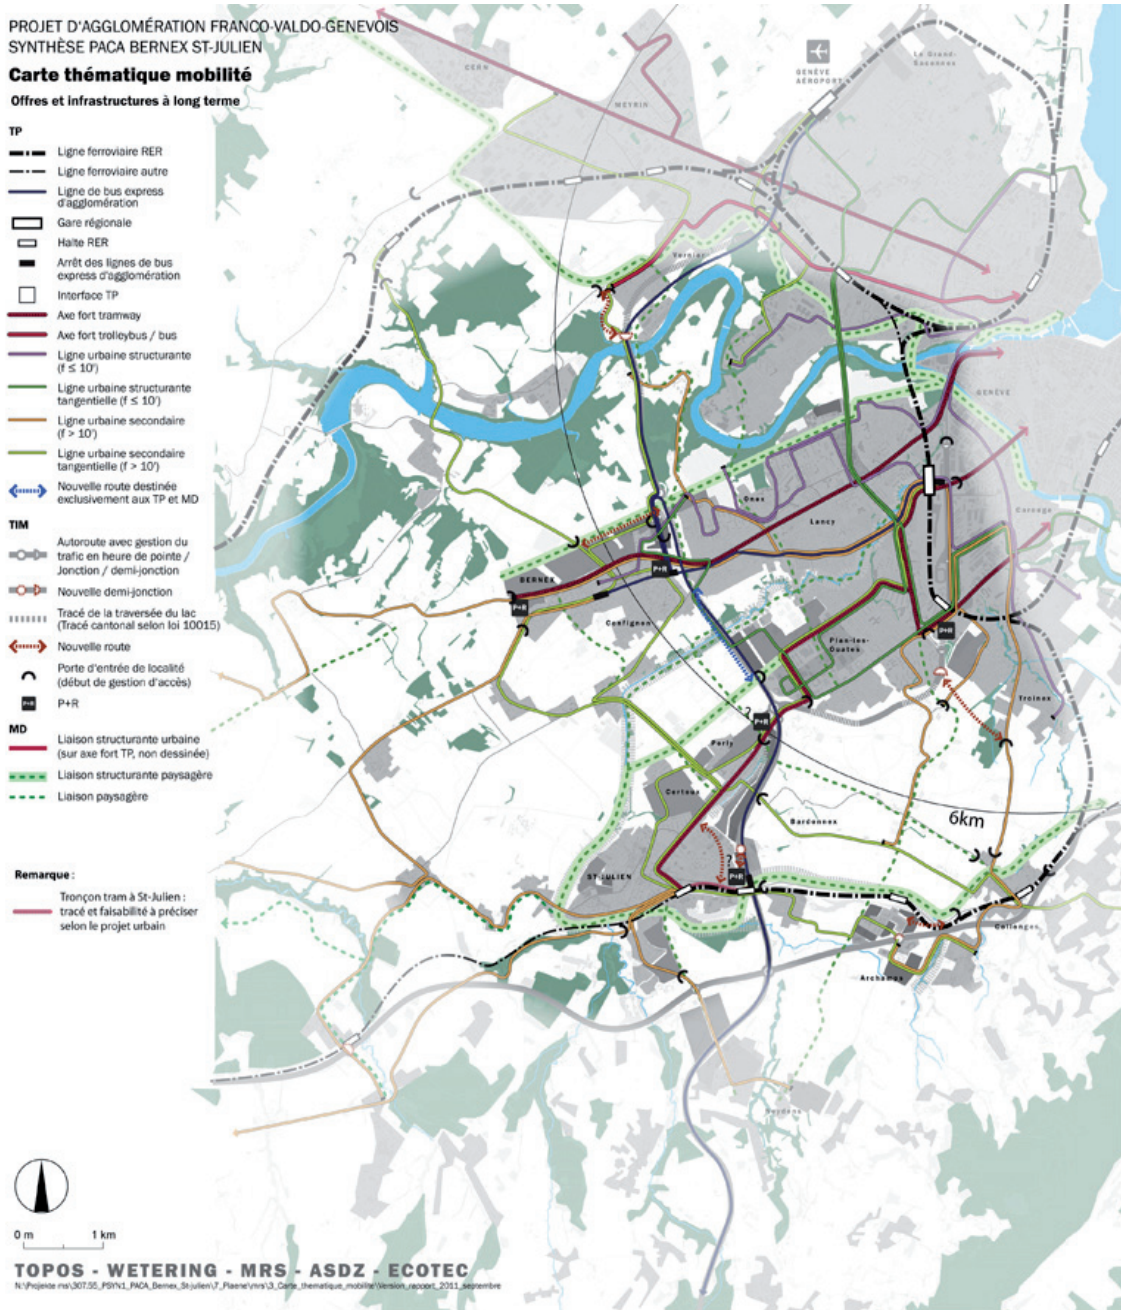 PROJET D'AGGLOMÉRATION FRANCO-VALDO-GENEVOIS
SYNTHÈSE PACA BERNEX ST-JULIEN
Carte thématique mobilité
Offres et infrastructures à long terme
TP
Ligne ferroviaire RER
Ligne ferroviaire autre
Ligne de bus express
d'agglomération
Gare régionale
Halte RER
Arrêt des lignes de bus
express d'agglomération
Interface TP
Axe fort tramway
Axe fort trolleybus / bus
Ligne urbaine structurante
(f ≤ 10')
Ligne urbaine structurante
tangentielle (f ≤ 10')
Ligne urbaine secondaire
(f > 10')
Ligne urbaine secondaire
tangentielle (f > 10')
Nouvelle route destinée
exclusivement aux TP et MD
TIM
Autoroute avec gestion du
trafic en heure de pointe /
Jonction / demi-jonction
Nouvelle demi-jonction
Tracé de la traversée du lac
(Tracé cantonal selon loi 10015)
Nouvelle route
Porte d'entrée de localité
(début de gestion d'accès)
P+R
P+R
MD
Liaison structurante urbaine
(sur axe fort TP, non dessinée)
Liaison structurante paysagère
Liaison paysagère
Remarque :
Tronçon tram à St-Julien :
tracé et faisabilité à préciser
selon le projet urbain
0 m
1 km
TOPOS - WETERING - MRS - ASDZ - ECOTEC
CERN
MEYRIN
GENÈVE
AÉROPORT
Le Grand-
Saconnex
Vernier
GENÈVE
Onex
Lancy
Carouge
BERNEX
P+R
P+R
Confignon
Plan-les-
Ouates
P+R
Troinex
?
P+R
Perly
Certoux
Bardonnex
6km
?
P+R
ST-JULIEN
Collonges
Archamps